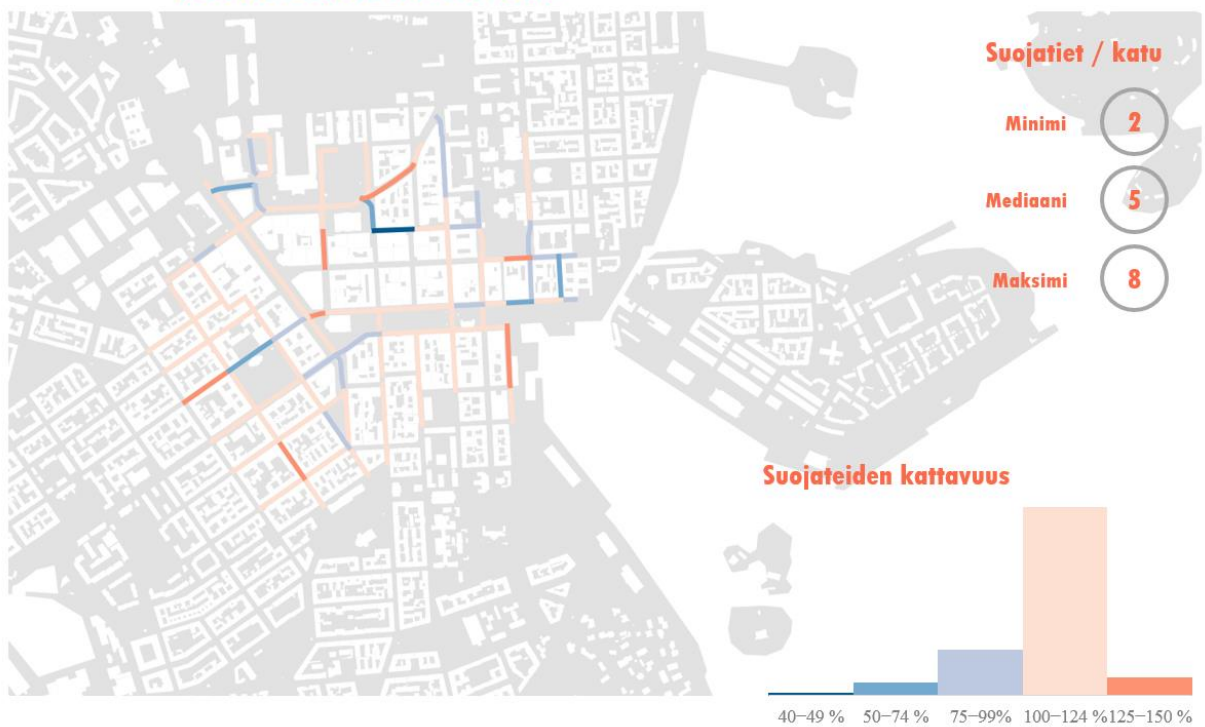 Suojatiet / katu
Minimi 2
Mediaani 5
Maksimi 8
Suojateiden kattavuus
40–49 % 50–74 % 75–99% 100–124 % 125–150 %